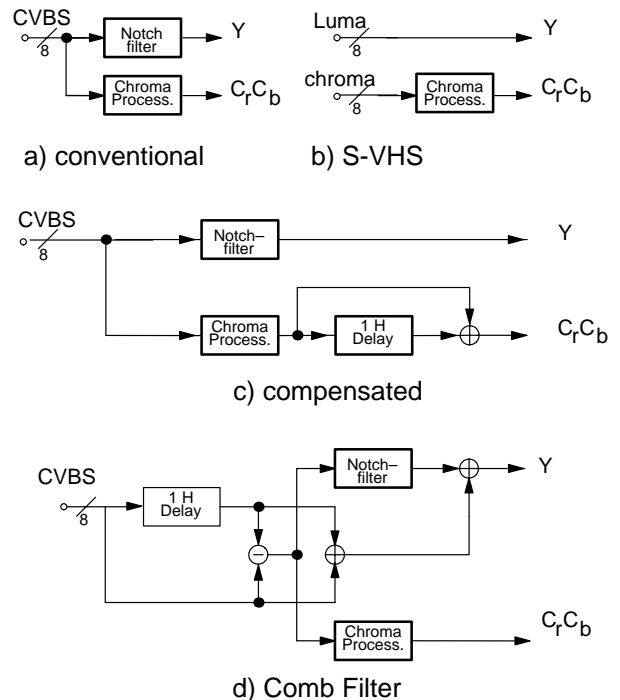 CVBS
8
Notch
filter
Y
Chroma
Process.
CrCb
a) conventional
Luma
8
Y
chroma
8
Chroma
Process.
CrCb
b) S-VHS
CVBS
8
Notch–
filter
Y
Chroma
Process.
1 H
Delay
CrCb
c) compensated
CVBS
8
1 H
Delay
Notch–
filter
Y
Chroma
Process.
CrCb
d) Comb Filter